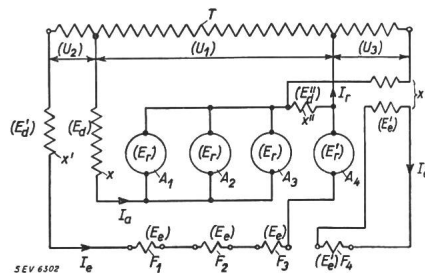 T
(U₂) (U₁) (U₃)
(E′d) (Ed) (E″d) Ir x
x″ (E′e)
(Er) (Er) (Er) (E′r)
x′ x A₁ A₂ A₃ A₄
Ia
Ie (Ee) (Ee) (Ee) (E′e)
F₁ F₂ F₃ F₄
SEV 6302